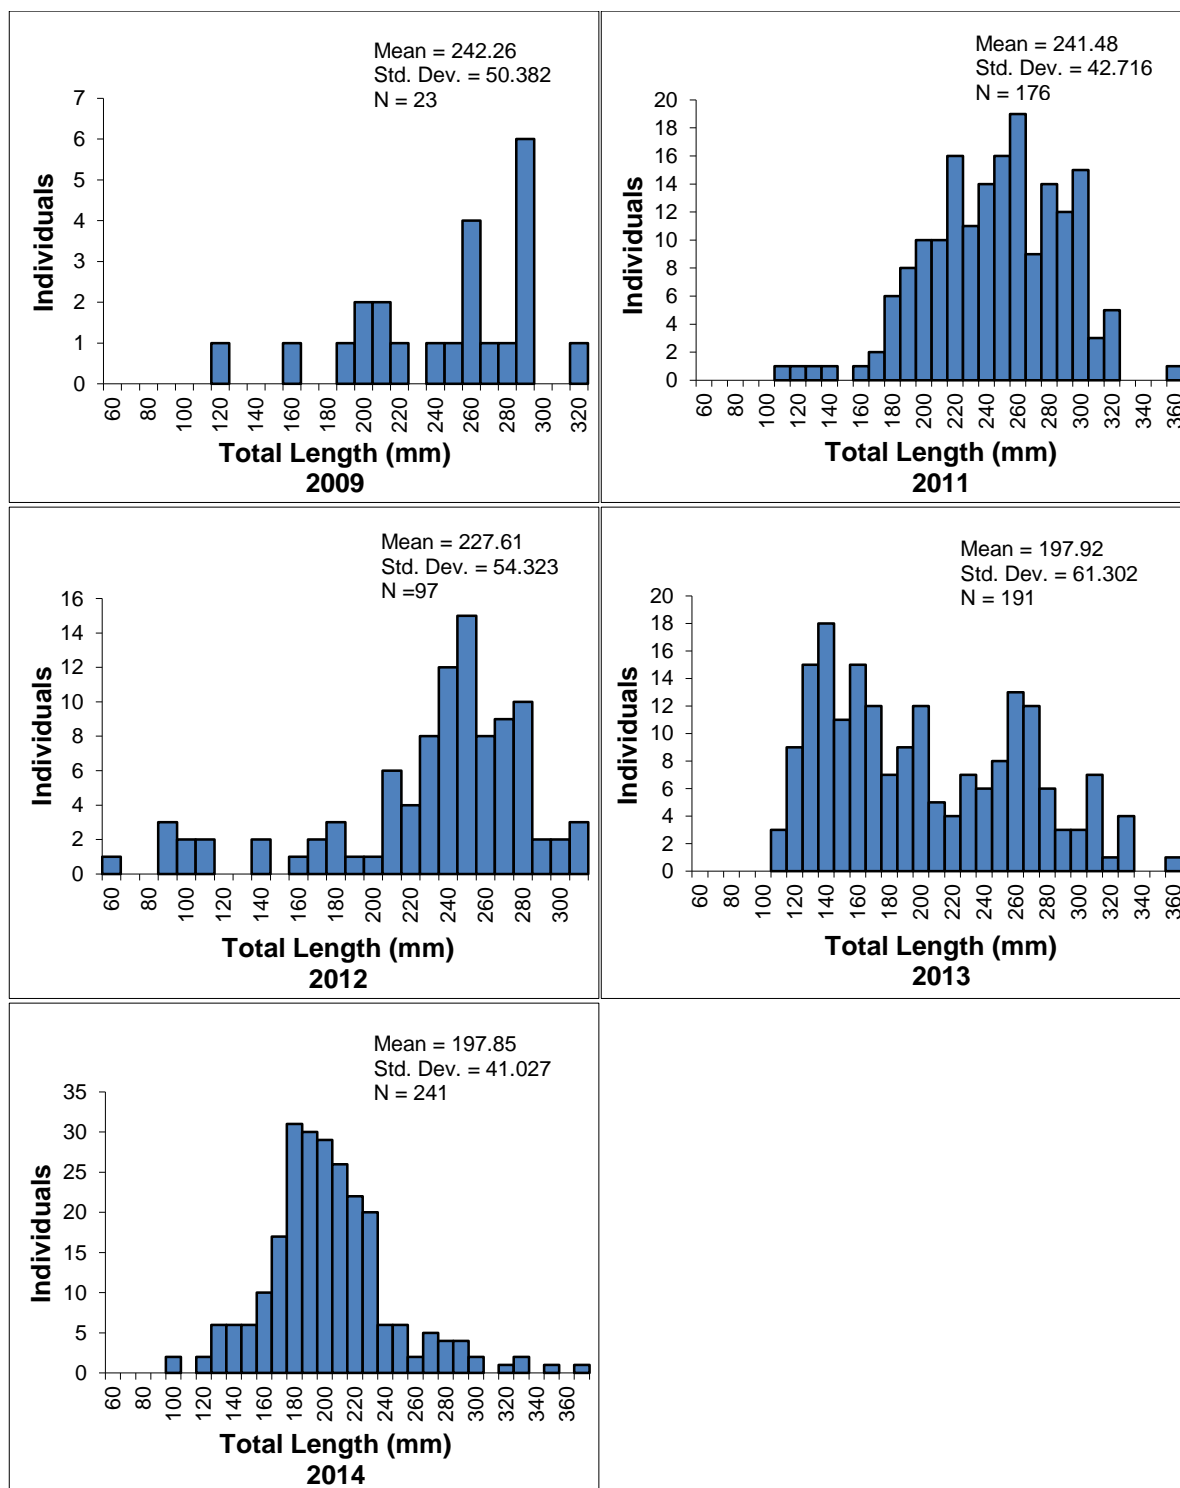 Mean = 242.26
Std. Dev. = 50.382
N = 23
7
6
5
4
3
2
1
0
Individuals
60 80 100 120 140 160 180 200 220 240 260 280 300 320
Total Length (mm)
2009
Mean = 241.48
Std. Dev. = 42.716
N = 176
20
18
16
14
12
10
8
6
4
2
0
Individuals
60 80 100 120 140 160 180 200 220 240 260 280 300 320 340 360
Total Length (mm)
2011
Mean = 227.61
Std. Dev. = 54.323
N =97
16
14
12
10
8
6
4
2
0
Individuals
60 80 100 120 140 160 180 200 220 240 260 280 300
Total Length (mm)
2012
Mean = 197.92
Std. Dev. = 61.302
N = 191
20
18
16
14
12
10
8
6
4
2
0
Individuals
60 80 100 120 140 160 180 200 220 240 260 280 300 320 340 360
Total Length (mm)
2013
Mean = 197.85
Std. Dev. = 41.027
N = 241
35
30
25
20
15
10
5
0
Individuals
60 80 100 120 140 160 180 200 220 240 260 280 300 320 340 360
Total Length (mm)
2014